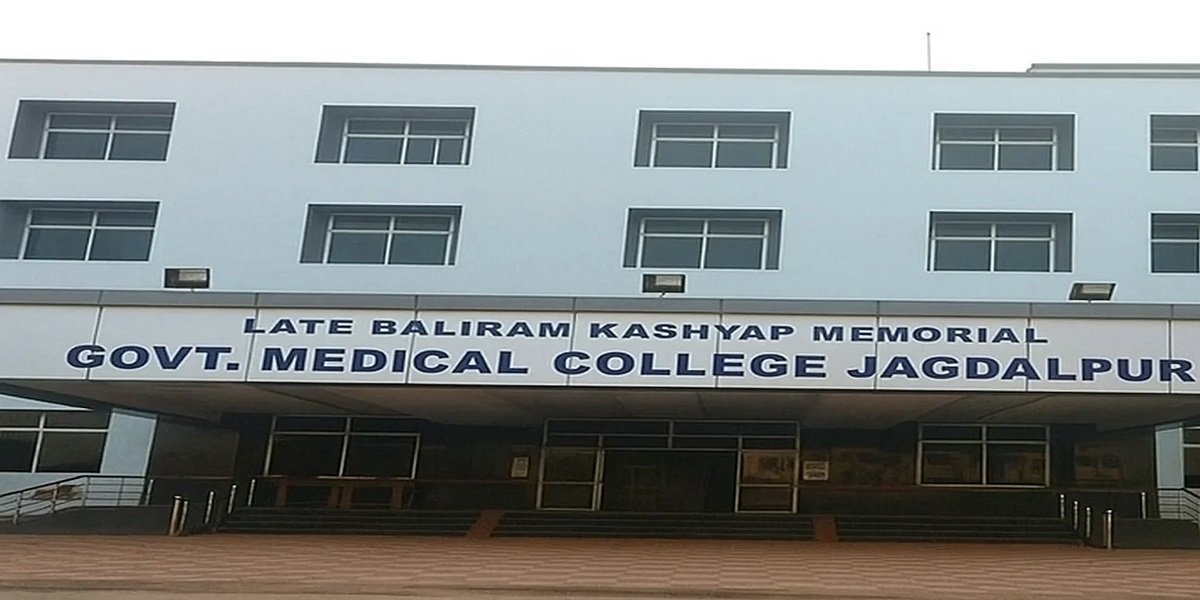 LATE BALIRAM KASHYAP MEMORIAL
GOVT. MEDICAL COLLEGE JAGDALPUR